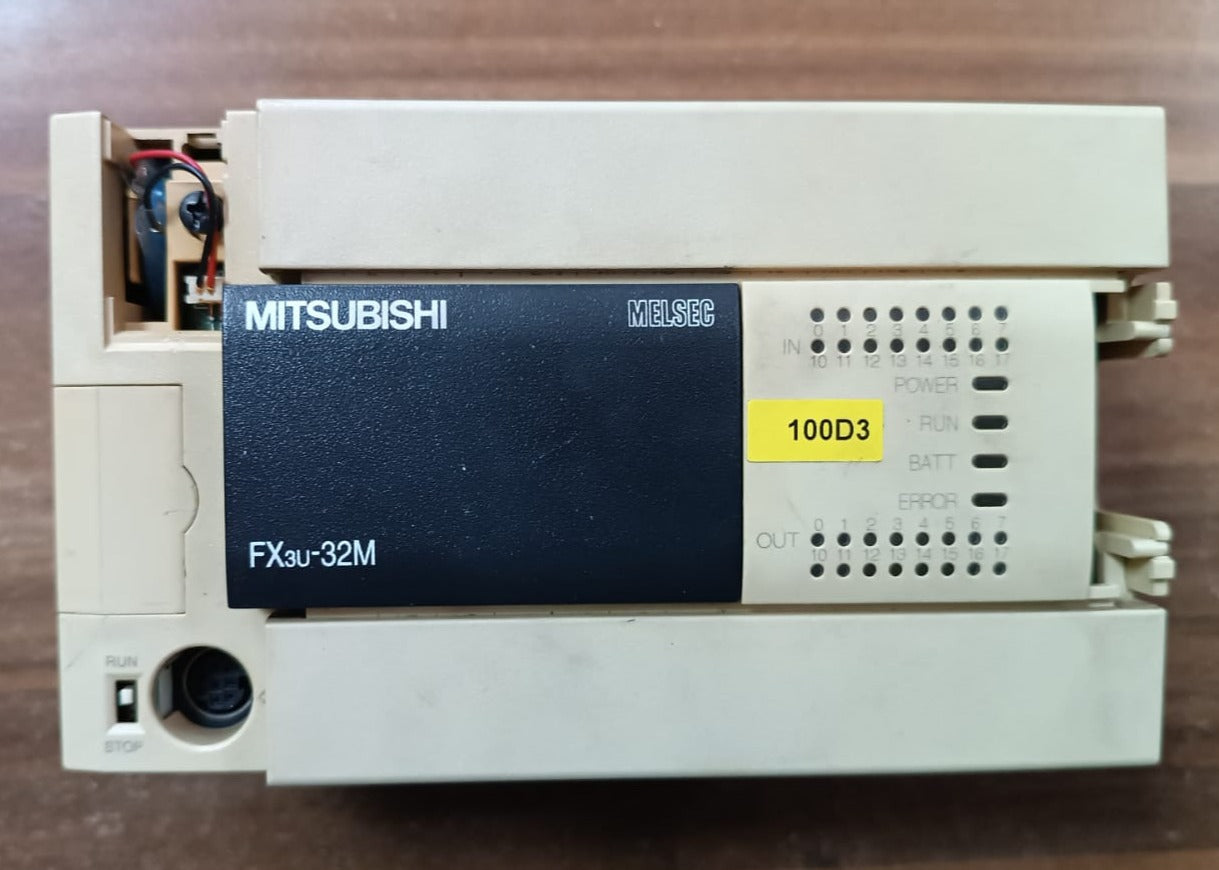 MITSUBISHI
MELSEC
0 1 2 3 4 5 6 7
IN
10 11 12 13 14 15 16 17
POWER
RUN
100D3
BATT
ERROR
0 1 2 3 4 5 6 7
OUT
10 11 12 13 14 15 16 17
FX3U-32M
RUN
STOP